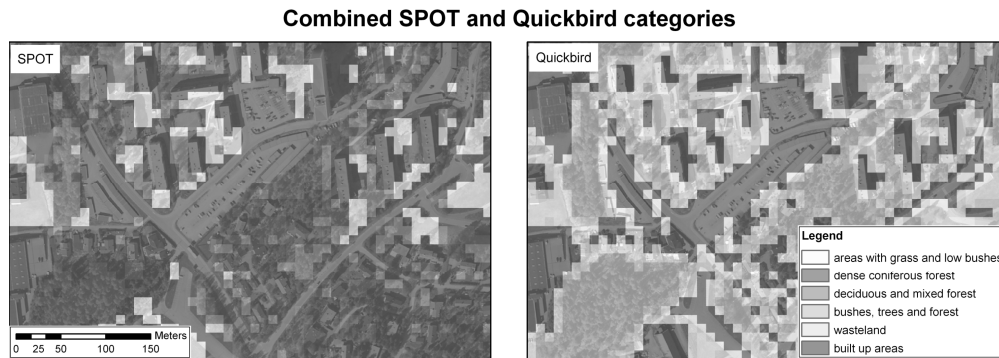 Combined SPOT and Quickbird categories
SPOT
Quickbird
Meters
0 25 50 100 150
Legend
areas with grass and low bushes
dense coniferous forest
deciduous and mixed forest
bushes, trees and forest
wasteland
built up areas